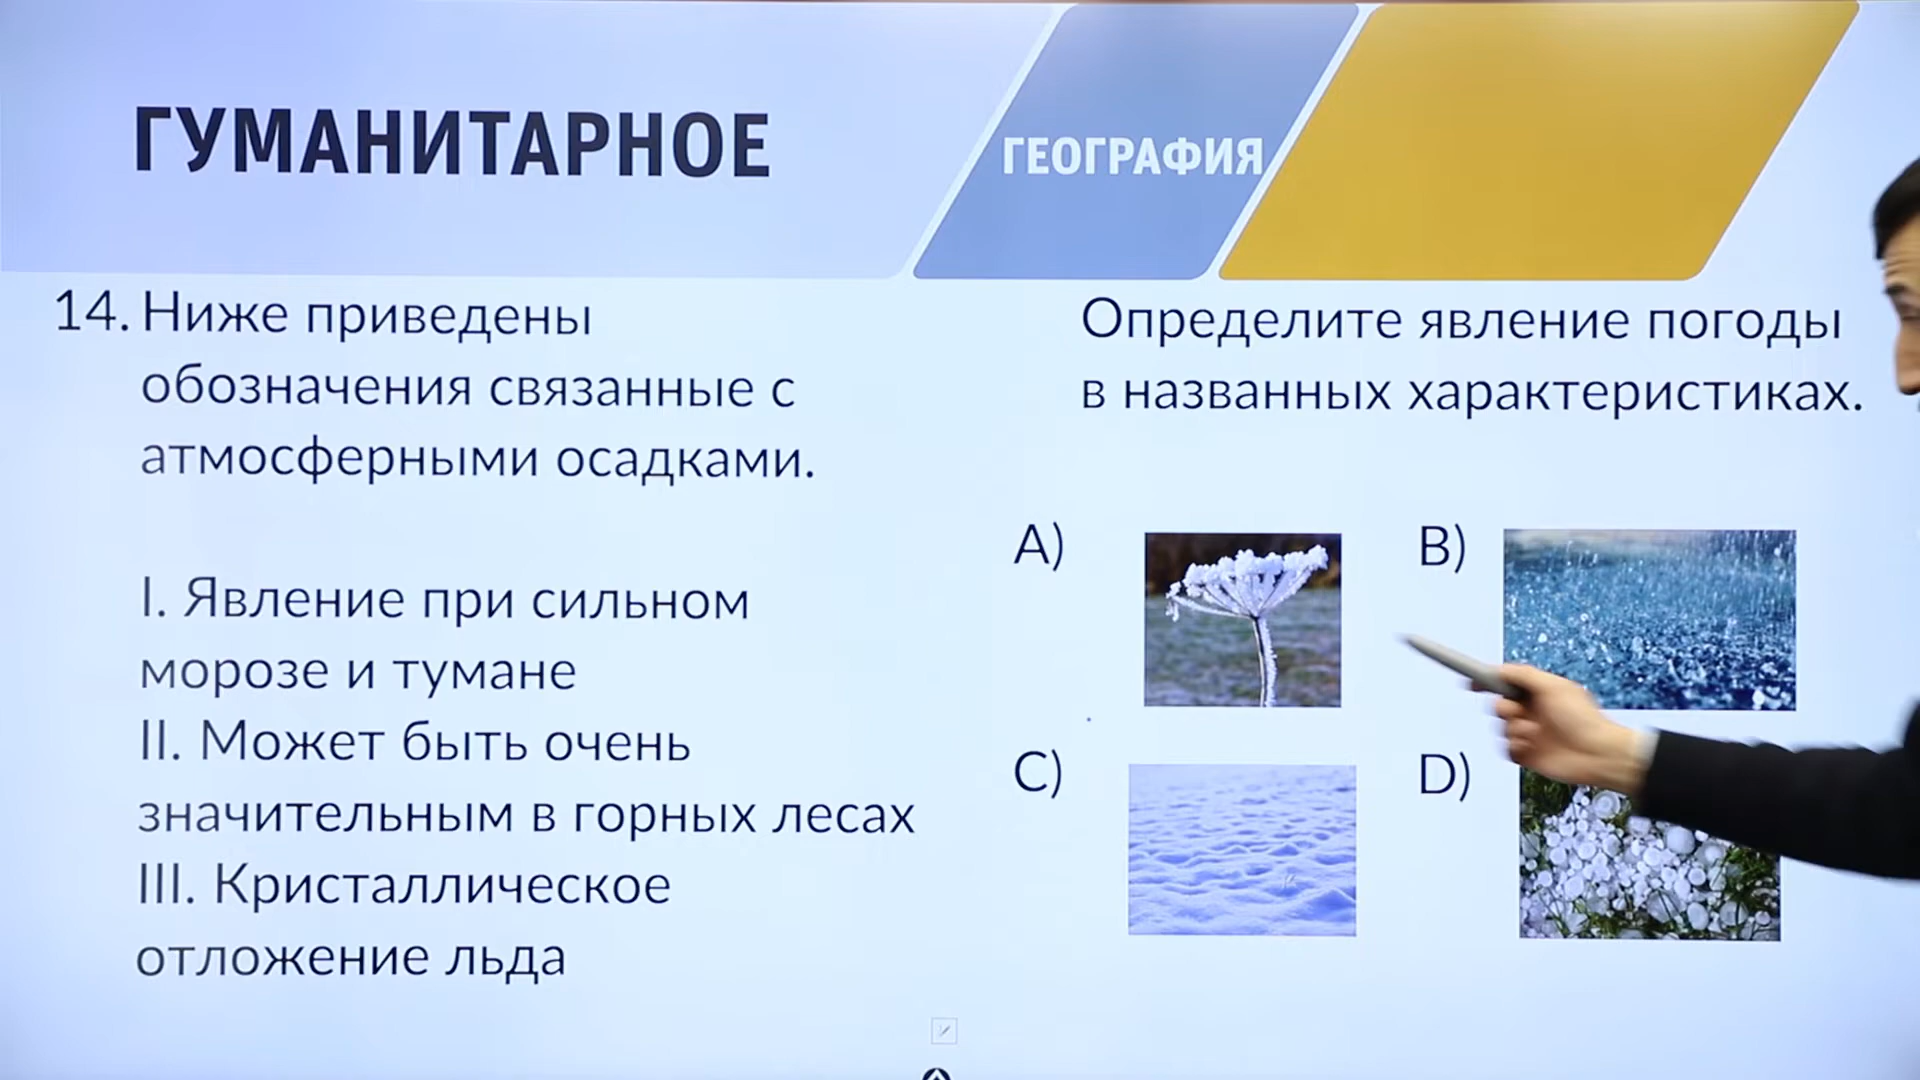 ГУМАНИТАРНОЕ
ГЕОГРАФИЯ
14. Ниже приведены
обозначения связанные с
атмосферными осадками.
I. Явление при сильном
морозе и тумане
II. Может быть очень
значительным в горных лесах
III. Кристаллическое
отложение льда
Определите явление погоды
в названных характеристиках.
A)
B)
C)
D)